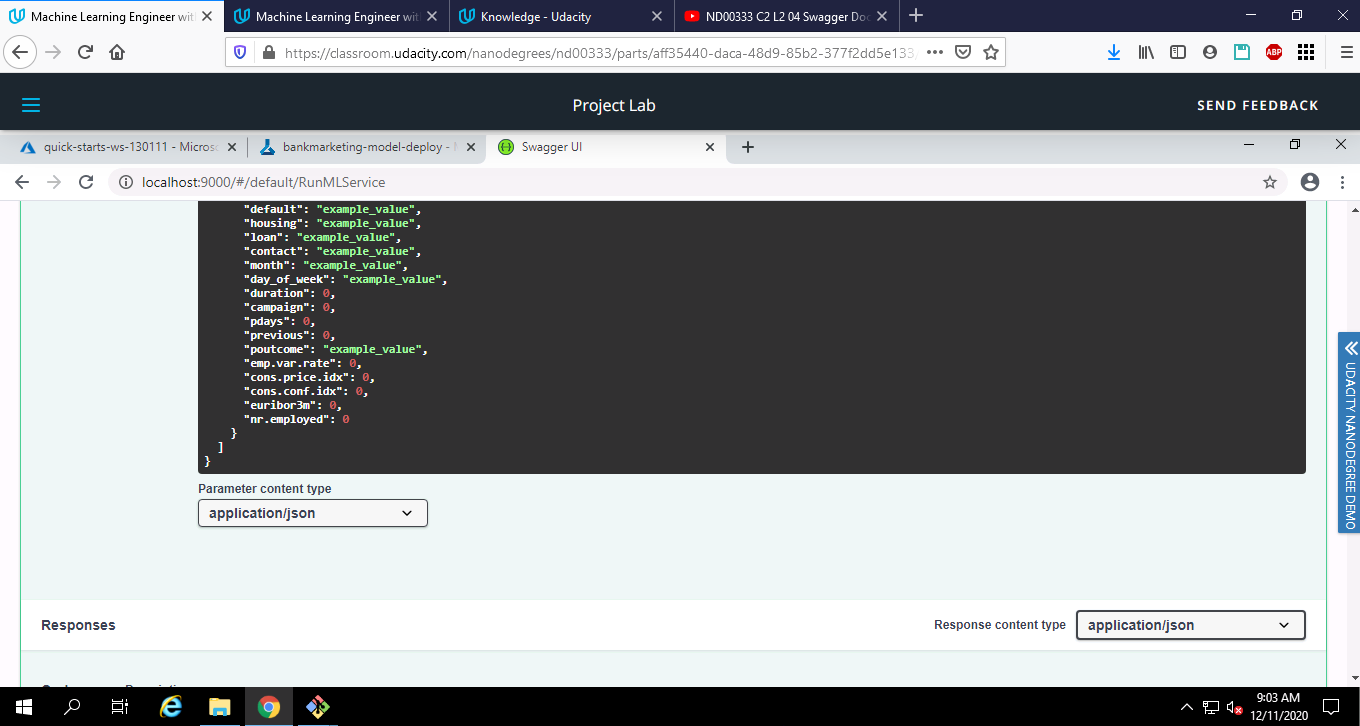 Machine Learning Engineer wit
Machine Learning Engineer wit
Knowledge - Udacity
ND00333 C2 L2 04 Swagger Doc
https://classroom.udacity.com/nanodegrees/nd00333/parts/aff35440-daca-48d9-85b2-377f2dd5e133/
ABP
Project Lab
SEND FEEDBACK
quick-starts-ws-130111 - Micros
bankmarketing-model-deploy -
Swagger UI
localhost:9000/#/default/RunMLService
"default": "example_value",
"housing": "example_value",
"loan": "example_value",
"contact": "example_value",
"month": "example_value",
"day_of_week": "example_value",
"duration": 0,
"campaign": 0,
"pdays": 0,
"previous": 0,
"poutcome": "example_value",
"emp.var.rate": 0,
"cons.price.idx": 0,
"cons.conf.idx": 0,
"euribor3m": 0,
"nr.employed": 0
}
]
}
UDACITY NANODEGREE DEMO
Parameter content type
application/json
Responses
Response content type
application/json
9:03 AM
12/11/2020